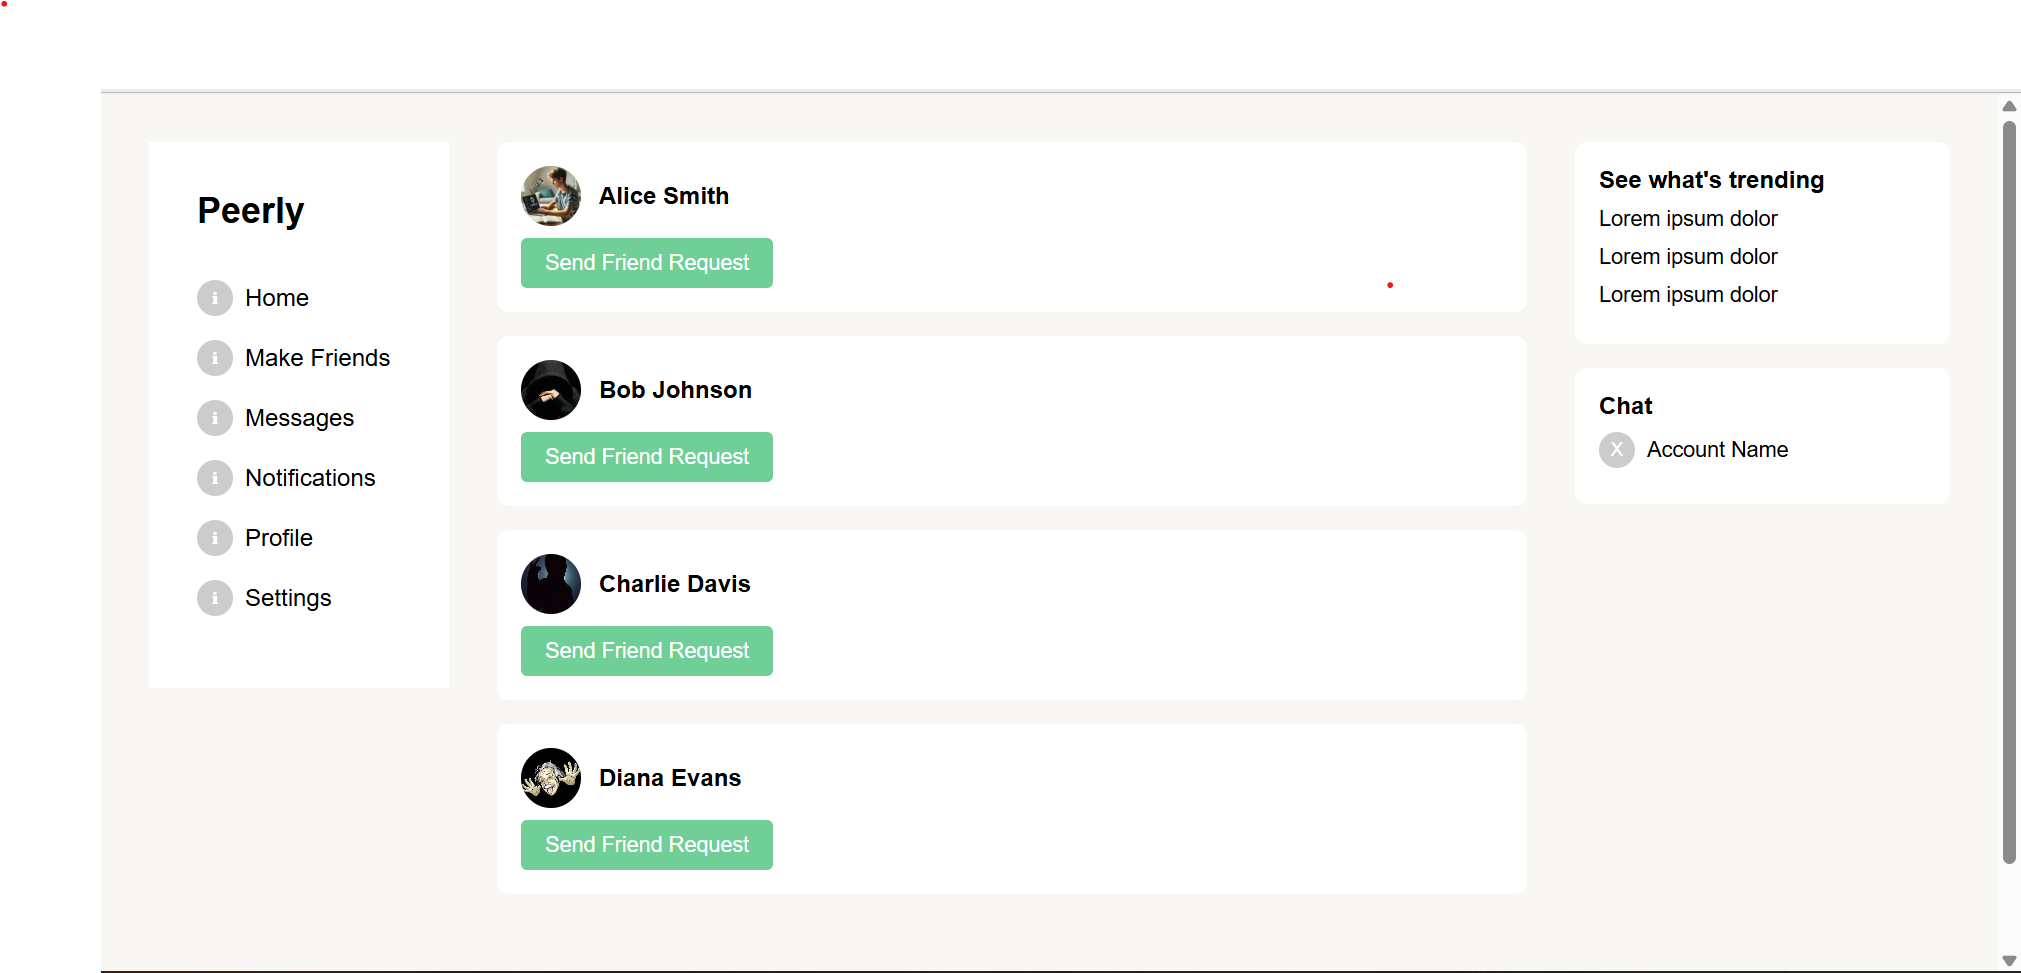 Peerly
Home
Make Friends
Messages
Notifications
Profile
Settings
Alice Smith
Send Friend Request
Bob Johnson
Send Friend Request
Charlie Davis
Send Friend Request
Diana Evans
Send Friend Request
See what's trending
Lorem ipsum dolor
Lorem ipsum dolor
Lorem ipsum dolor
Chat
X Account Name